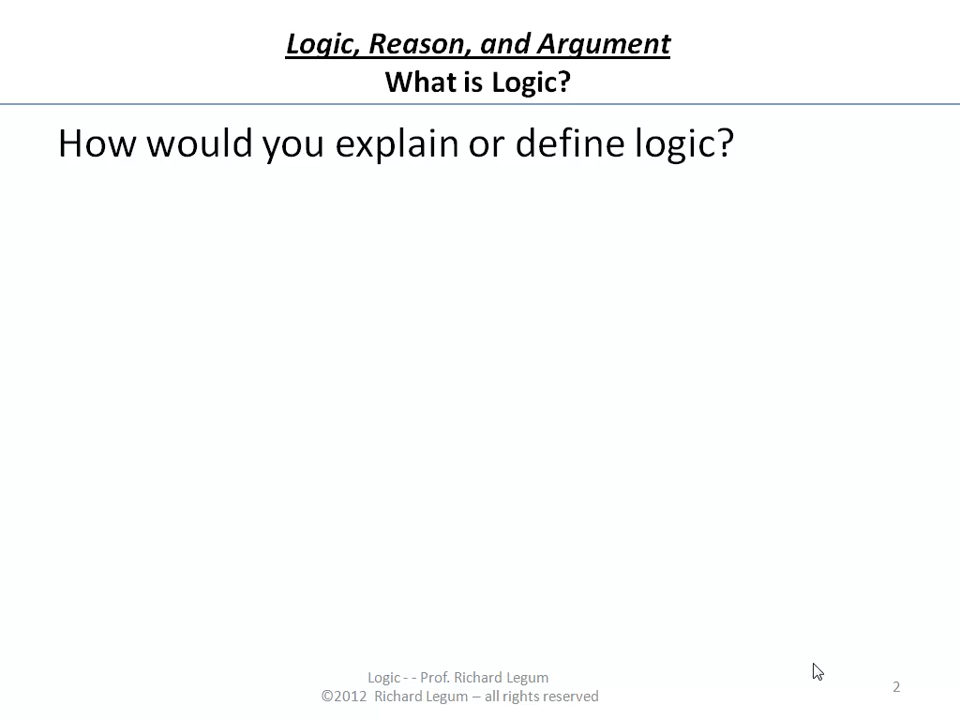 Logic, Reason, and Argument
What is Logic?
How would you explain or define logic?
Logic - - Prof. Richard Legum
©2012 Richard Legum – all rights reserved
2